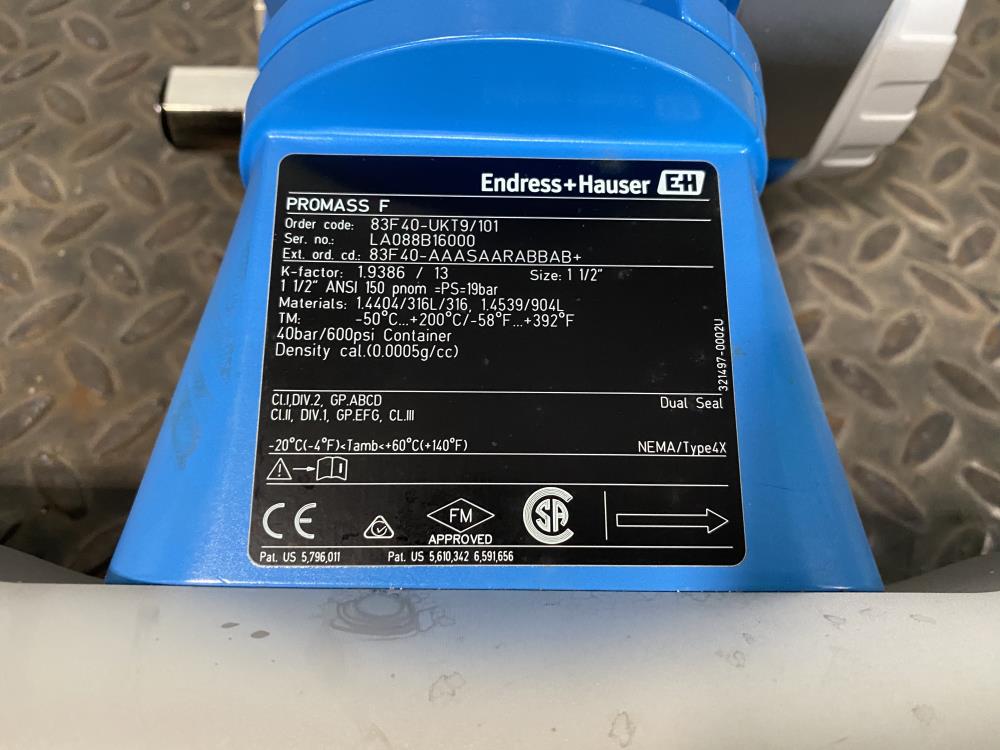 Endress+Hauser EH
PROMASS F
Order code: 83F40-UKT9/101
Ser. no.: LA088B16000
Ext. ord. cd.: 83F40-AAASAARABBAB+
K-factor: 1.9386 / 13 Size: 1 1/2"
1 1/2" ANSI 150 pnom =PS=19bar
Materials: 1.4404/316L/316, 1.4539/904L
TM: -50°C...+200°C/-58°F...+392°F
40bar/600psi Container
Density cal.(0.0005g/cc)
321497-0002U
CI.I,DIV.2, GP.ABCD Dual Seal
CI.II, DIV.1, GP.EFG, CL.III
-20°C(-4°F)<Tamb<+60°C(+140°F) NEMA/Type4X
CE FM SA
APPROVED
Pat. US 5,796,011 Pat. US 5,610,342 6,591,656